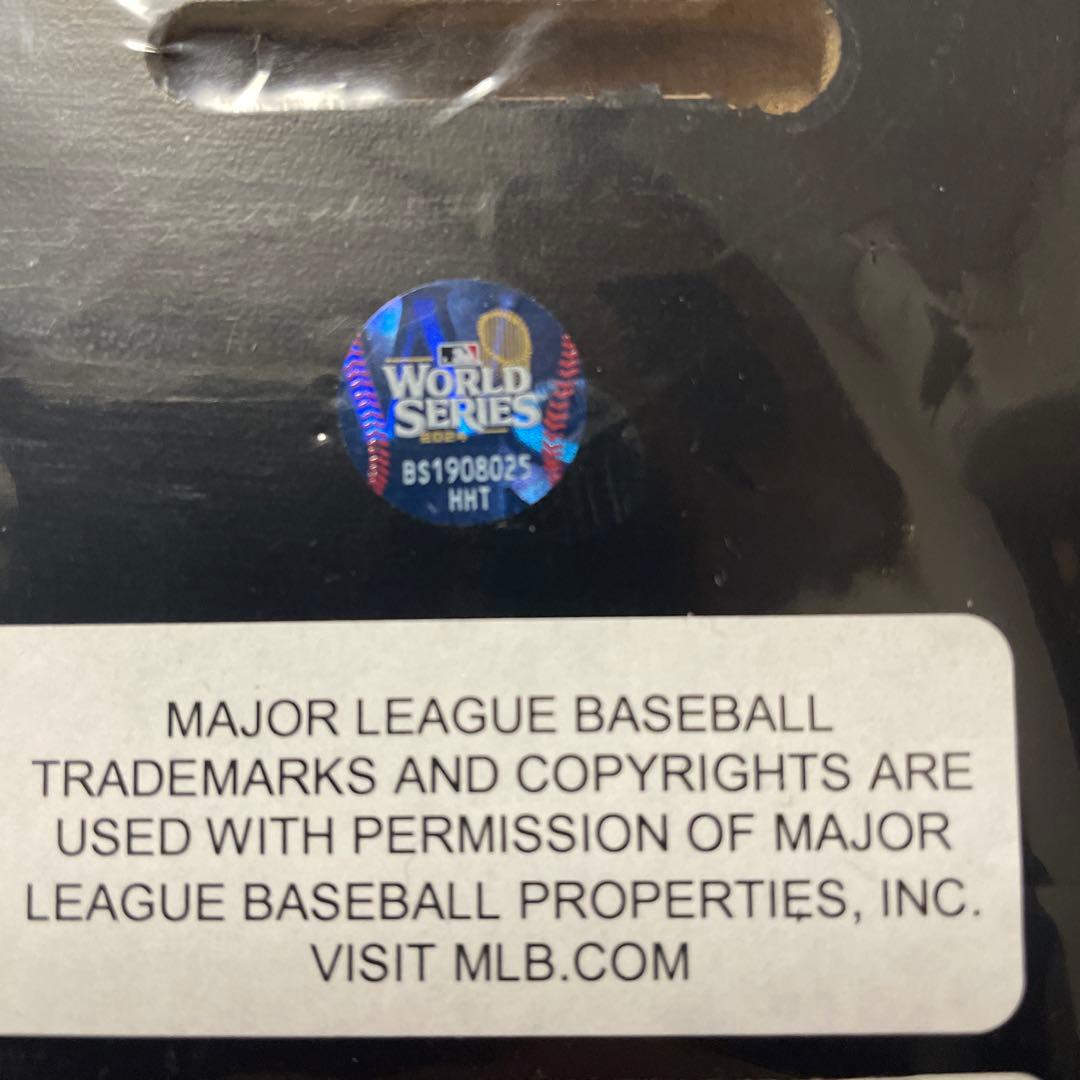 WORLD
SERIES
2024
BS1908025
HHT
MAJOR LEAGUE BASEBALL
TRADEMARKS AND COPYRIGHTS ARE
USED WITH PERMISSION OF MAJOR
LEAGUE BASEBALL PROPERTIES, INC.
VISIT MLB.COM